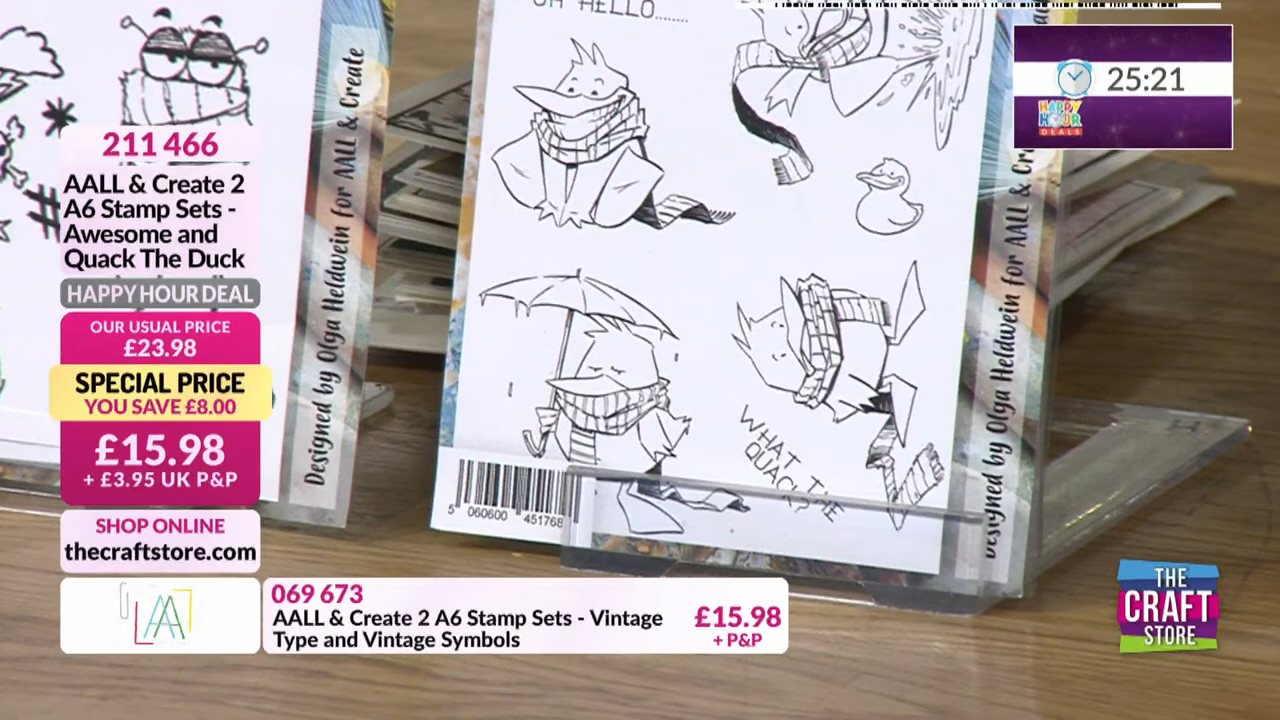 OH HELLO.......
25:21
HAPPY
HOUR
DEALS
211 466
AALL & Create 2
A6 Stamp Sets -
Awesome and
Quack The Duck
HAPPY HOUR DEAL
OUR USUAL PRICE
£23.98
SPECIAL PRICE
YOU SAVE £8.00
£15.98
+ £3.95 UK P&P
SHOP ONLINE
thecraftstore.com
#
Designed by Olga Heldwein for AALL & Create
WHAT THE
QUACK?
Designed by Olga Heldwein for AALL & Cr
5 060600 451768
LAA
069 673
AALL & Create 2 A6 Stamp Sets - Vintage
Type and Vintage Symbols
£15.98
+ P&P
THE
CRAFT
STORE